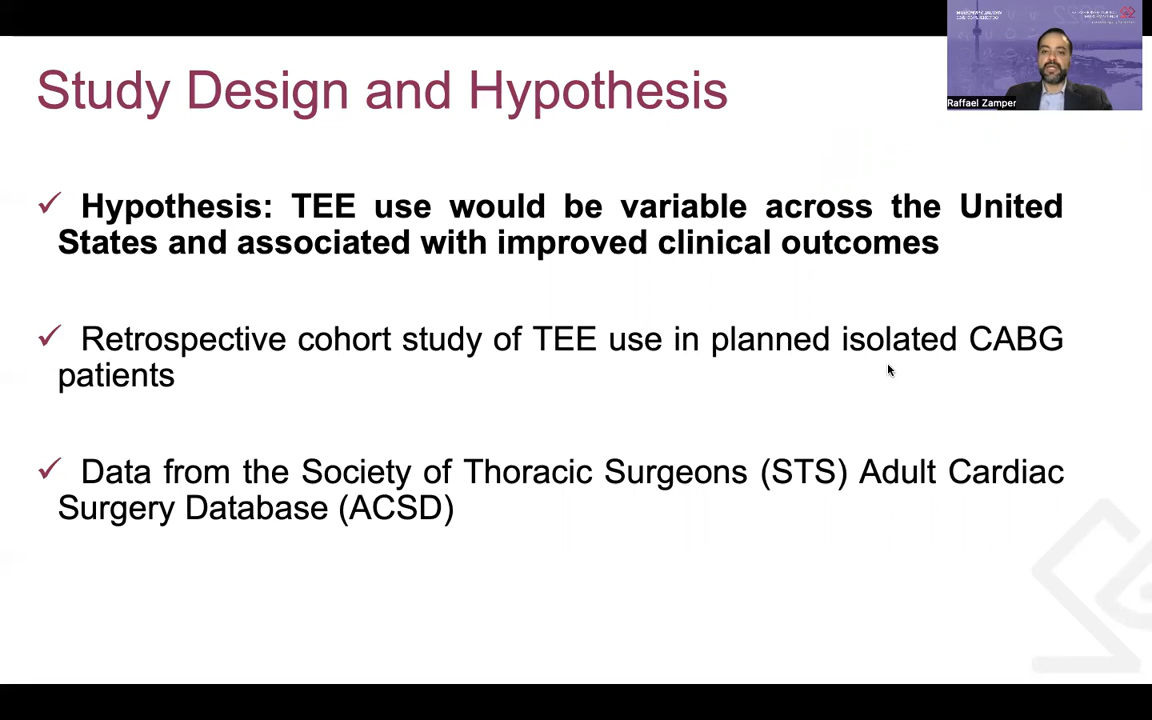 Study Design and Hypothesis
Raffael Zamper
✓ Hypothesis: TEE use would be variable across the United
States and associated with improved clinical outcomes
✓ Retrospective cohort study of TEE use in planned isolated CABG
patients
✓ Data from the Society of Thoracic Surgeons (STS) Adult Cardiac
Surgery Database (ACSD)